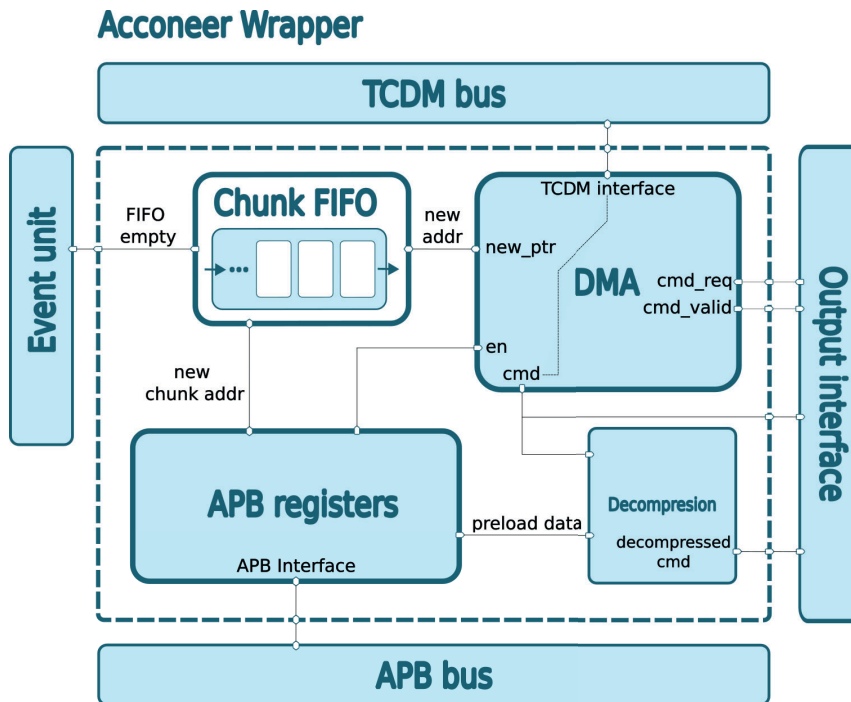 Acconeer Wrapper
TCDM bus
Event unit
FIFO
empty
Chunk FIFO
•••
new
addr
TCDM interface
new_ptr
DMA
cmd_req
cmd_valid
en
cmd
Output interface
new
chunk addr
APB registers
APB Interface
preload data
Decompresion
decompressed
cmd
APB bus